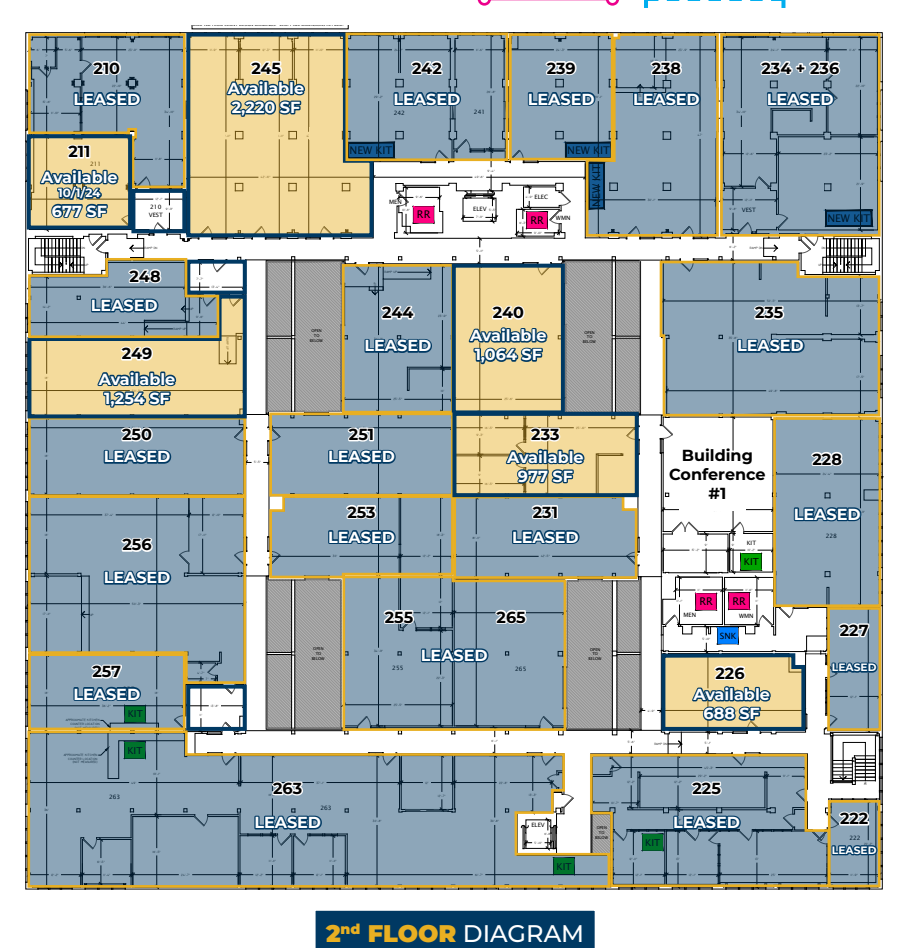 210
LEASED
245
Available
2,220 SF
242
LEASED
242
241
NEW KIT
239
LEASED
NEW KIT
238
LEASED
NEW KIT
234 + 236
LEASED
VEST
NEW KIT
211
211
Available
10/1/24
677 SF
210
VEST
MEN
RR
ELEV
ELEC
RR
WMN
248
LEASED
249
Available
1,254 SF
OPEN
TO
BELOW
244
LEASED
240
Available
1,064 SF
OPEN
TO
BELOW
235
LEASED
250
LEASED
251
LEASED
233
Available
977 SF
Building
Conference
#1
228
LEASED
228
253
LEASED
231
LEASED
KIT
KIT
256
LEASED
OPEN
TO
BELOW
255
265
LEASED
255
265
OPEN
TO
BELOW
RR
RR
MEN
WMN
SNK
227
LEASED
257
LEASED
KIT
226
Available
688 SF
KIT
263
263
263
LEASED
ELEV
KIT
OPEN
TO
BELOW
225
LEASED
KIT
222
222
LEASED
2nd FLOOR DIAGRAM